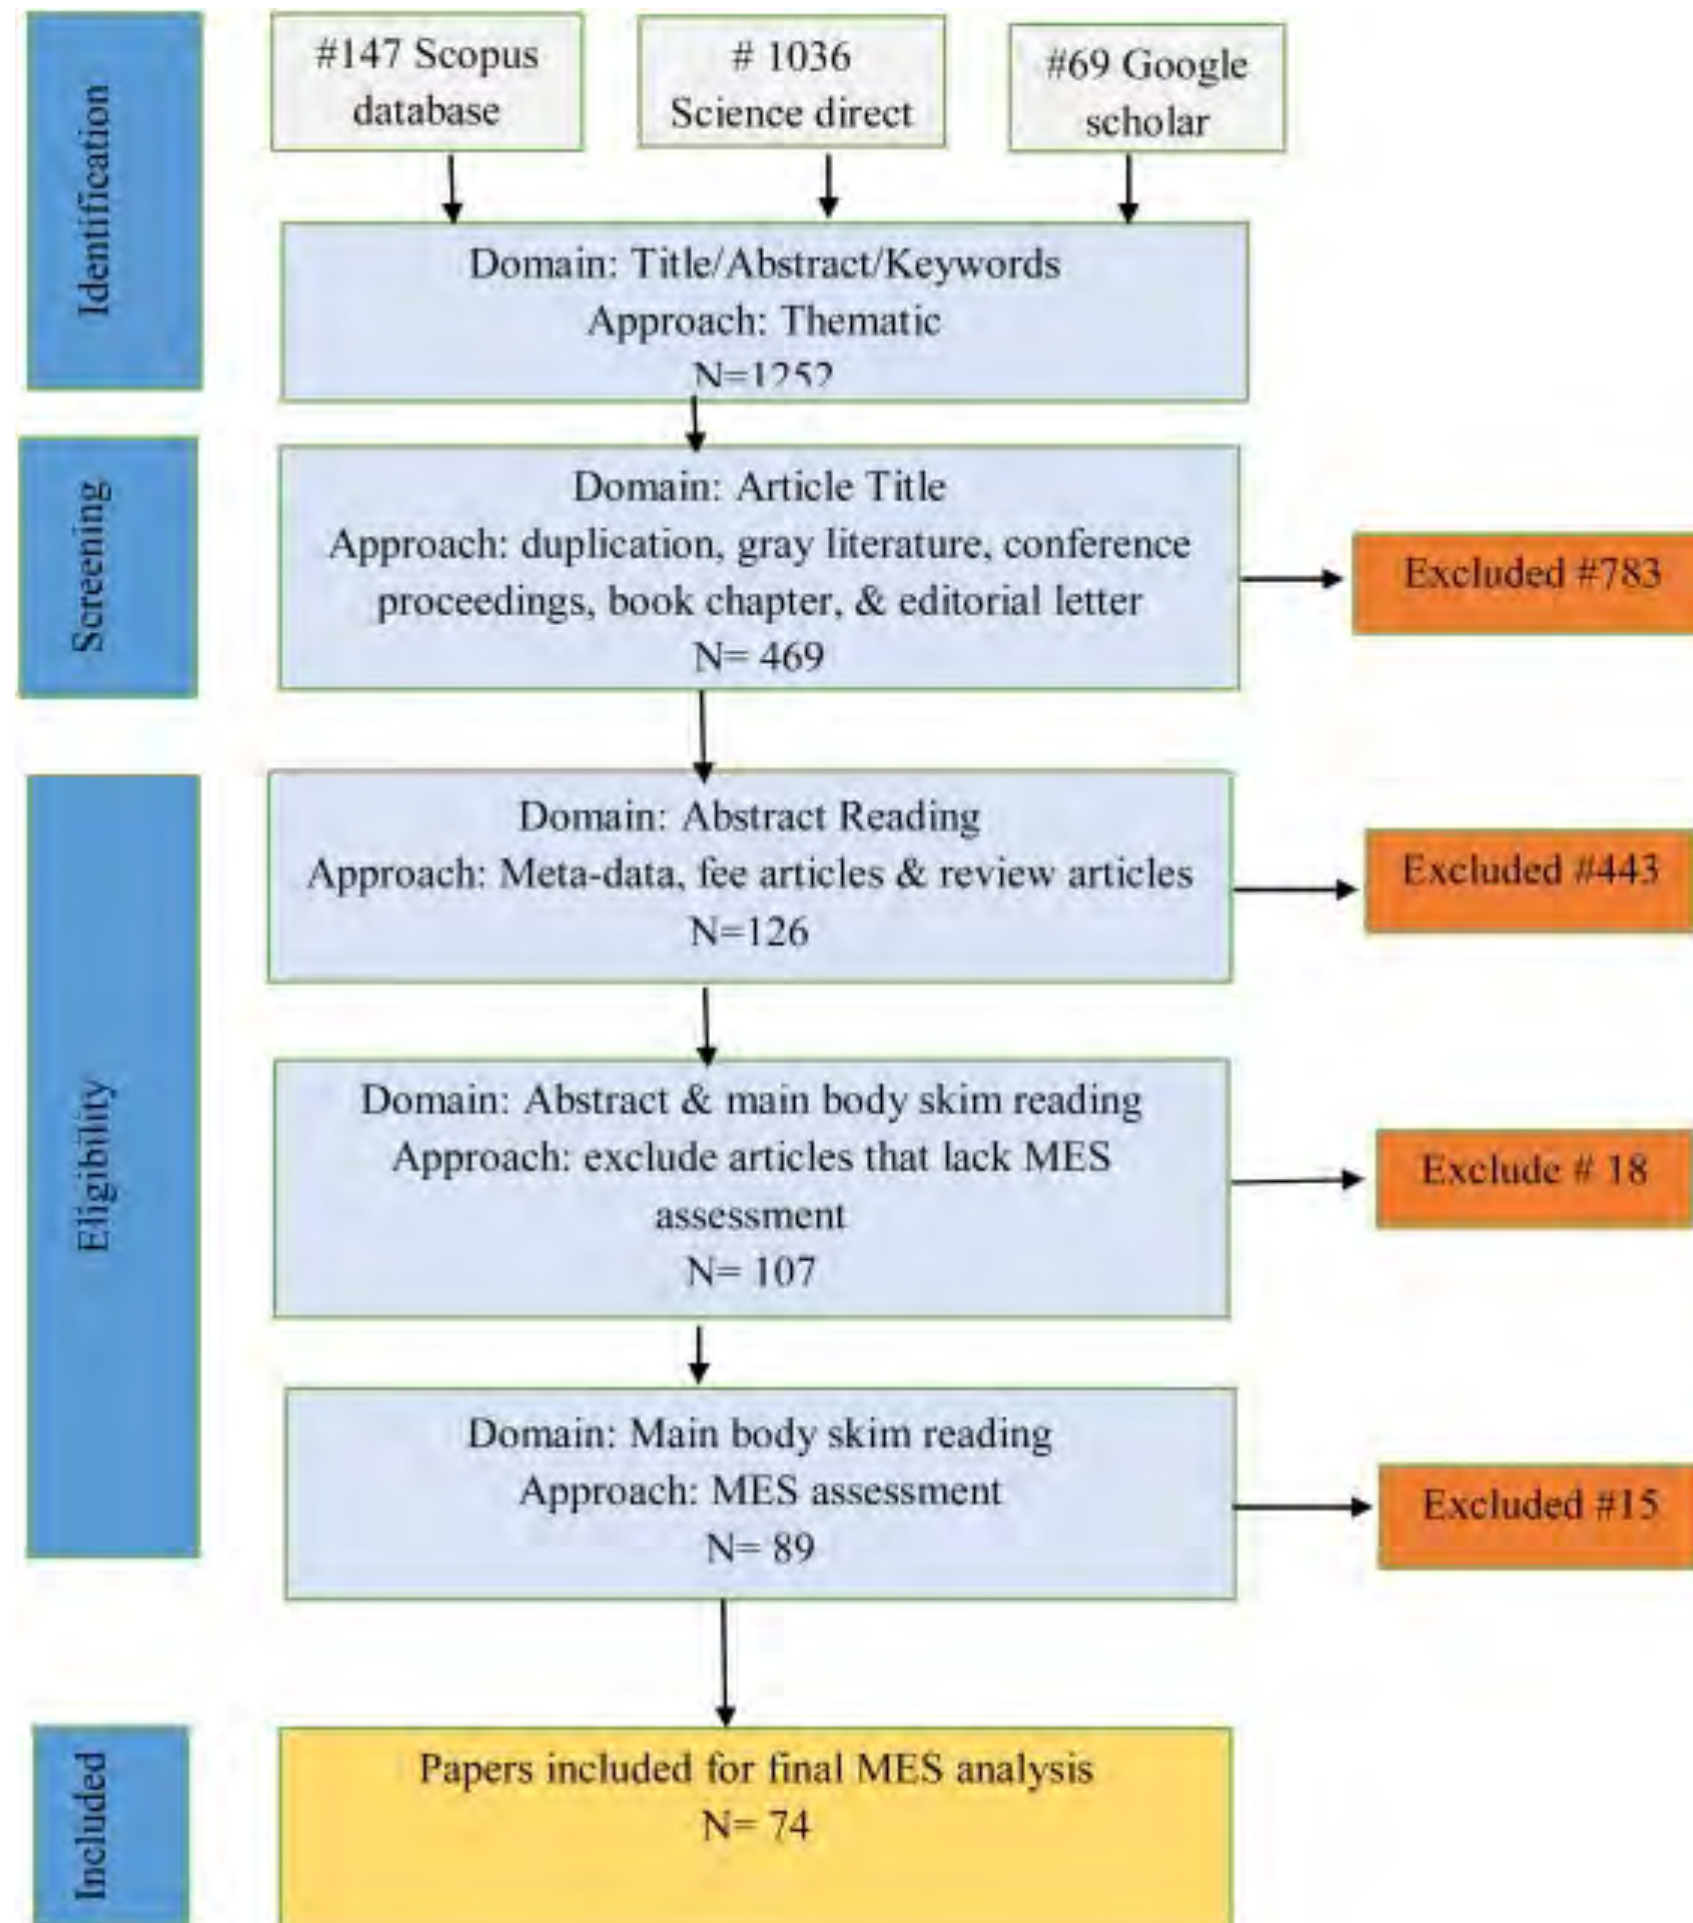 Identification
#147 Scopus
database
# 1036
Science direct
#69 Google
scholar
Domain: Title/Abstract/Keywords
Approach: Thematic
N=1252
Screening
Domain: Article Title
Approach: duplication, gray literature, conference
proceedings, book chapter, & editorial letter
N= 469
Excluded #783
Eligibility
Domain: Abstract Reading
Approach: Meta-data, fee articles & review articles
N=126
Excluded #443
Domain: Abstract & main body skim reading
Approach: exclude articles that lack MES
assessment
N= 107
Exclude # 18
Domain: Main body skim reading
Approach: MES assessment
N= 89
Excluded #15
Included
Papers included for final MES analysis
N= 74